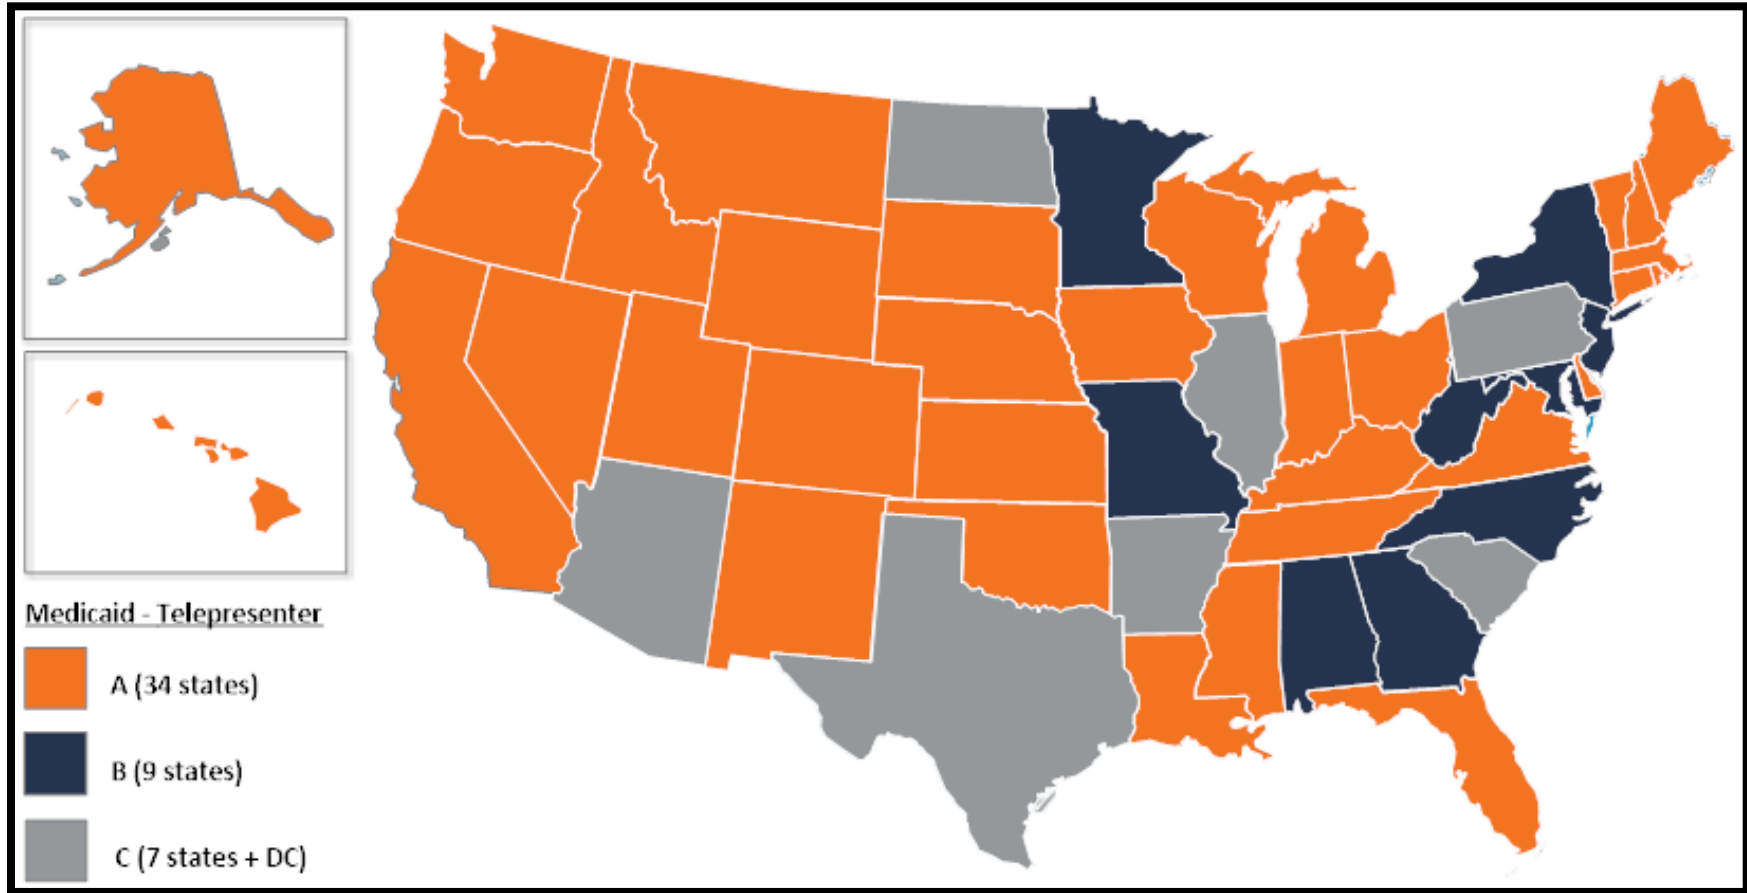 Medicaid - Telepresenter
A (34 states)
B (9 states)
C (7 states + DC)